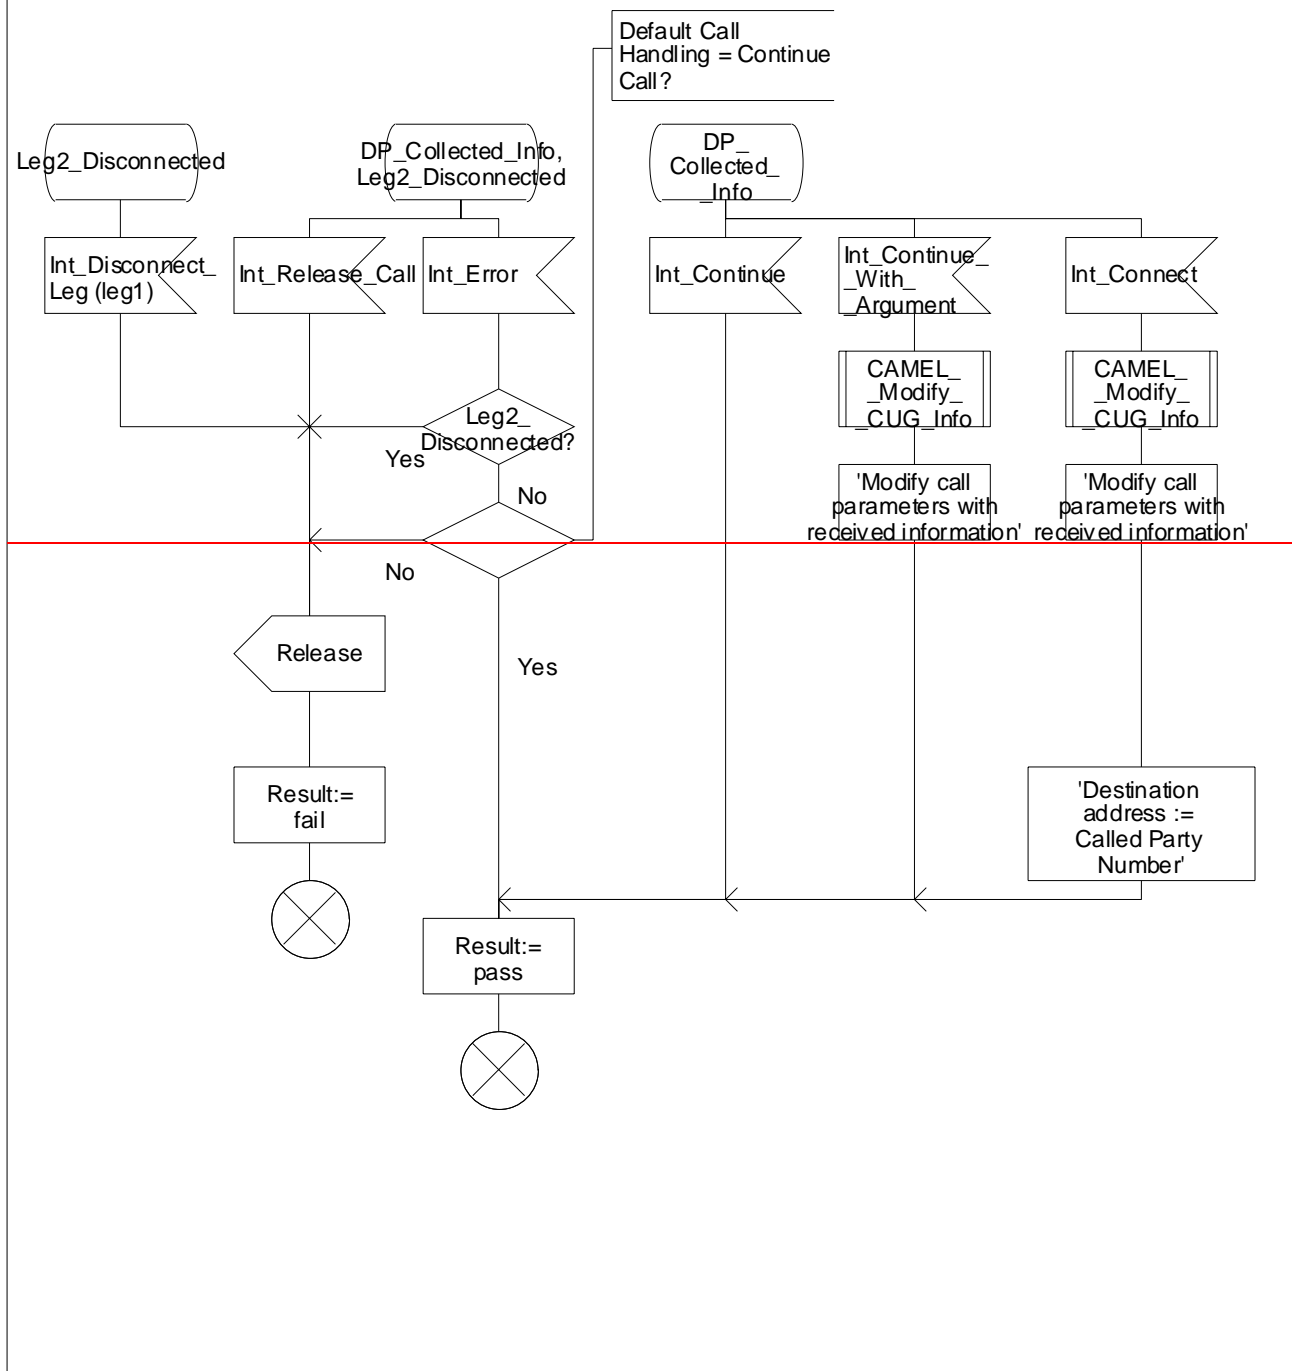 Default Call
Handling = Continue
Call?
Leg2_Disconnected
DP_Collected_Info,
Leg2_Disconnected
DP_
Collected_
_Info
Int_Disconnect_
Leg (leg1)
Int_Release_Call
Int_Error
Int_Continue
Int_Continue_
_With_
_Argument
Int_Connect
CAMEL_
_Modify_
_CUG_Info
CAMEL_
_Modify_
_CUG_Info
Leg2_
Disconnected?
Yes
No
'Modify call
parameters with
received information'
'Modify call
parameters with
received information'
No
Release
Yes
Result:=
fail
'Destination
address :=
Called Party
Number'
Result:=
pass